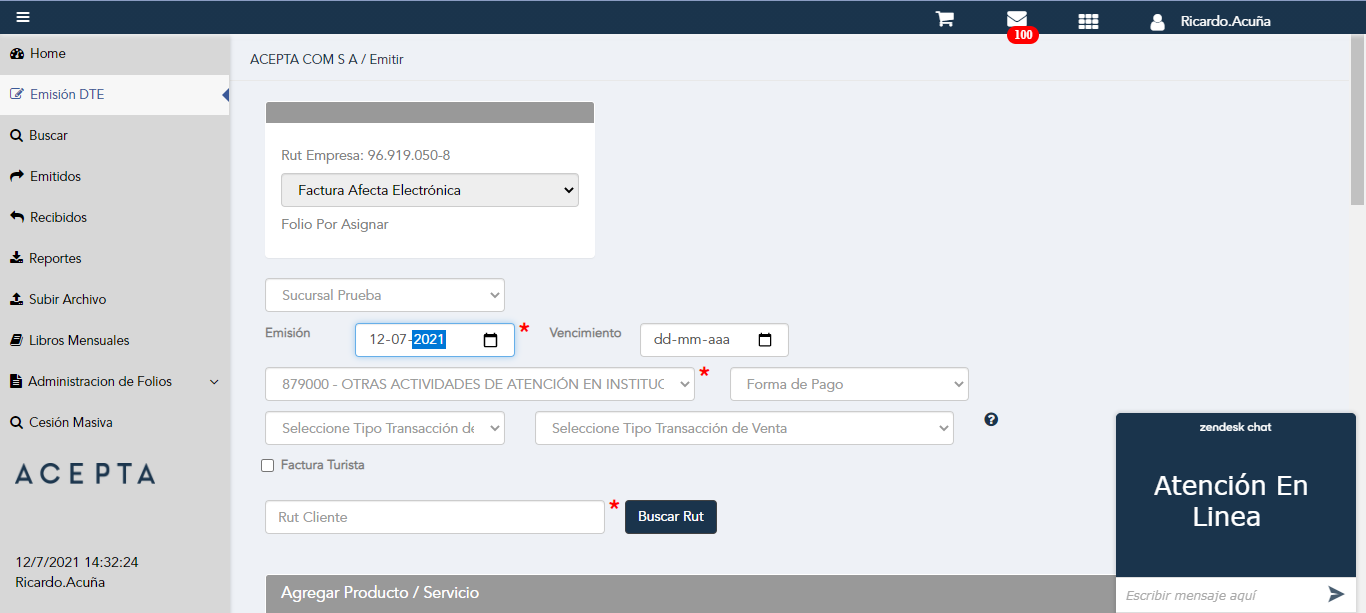 100
Ricardo.Acuña
Home
Emisión DTE
Buscar
Emitidos
Recibidos
Reportes
Subir Archivo
Libros Mensuales
Administracion de Folios
Cesión Masiva
ACEPTA
12/7/2021 14:32:24
Ricardo.Acuña
ACEPTA COM S A / Emitir
Rut Empresa: 96.919.050-8
Factura Afecta Electrónica
Folio Por Asignar
Sucursal Prueba
Emisión 12-07-2021 * Vencimiento dd-mm-aaa
879000 - OTRAS ACTIVIDADES DE ATENCIÓN EN INSTITUC * Forma de Pago
Seleccione Tipo Transacción de Seleccione Tipo Transacción de Venta ?
Factura Turista
Rut Cliente * Buscar Rut
Agregar Producto / Servicio
zendesk chat
Atención En
Linea
Escribir mensaje aquí